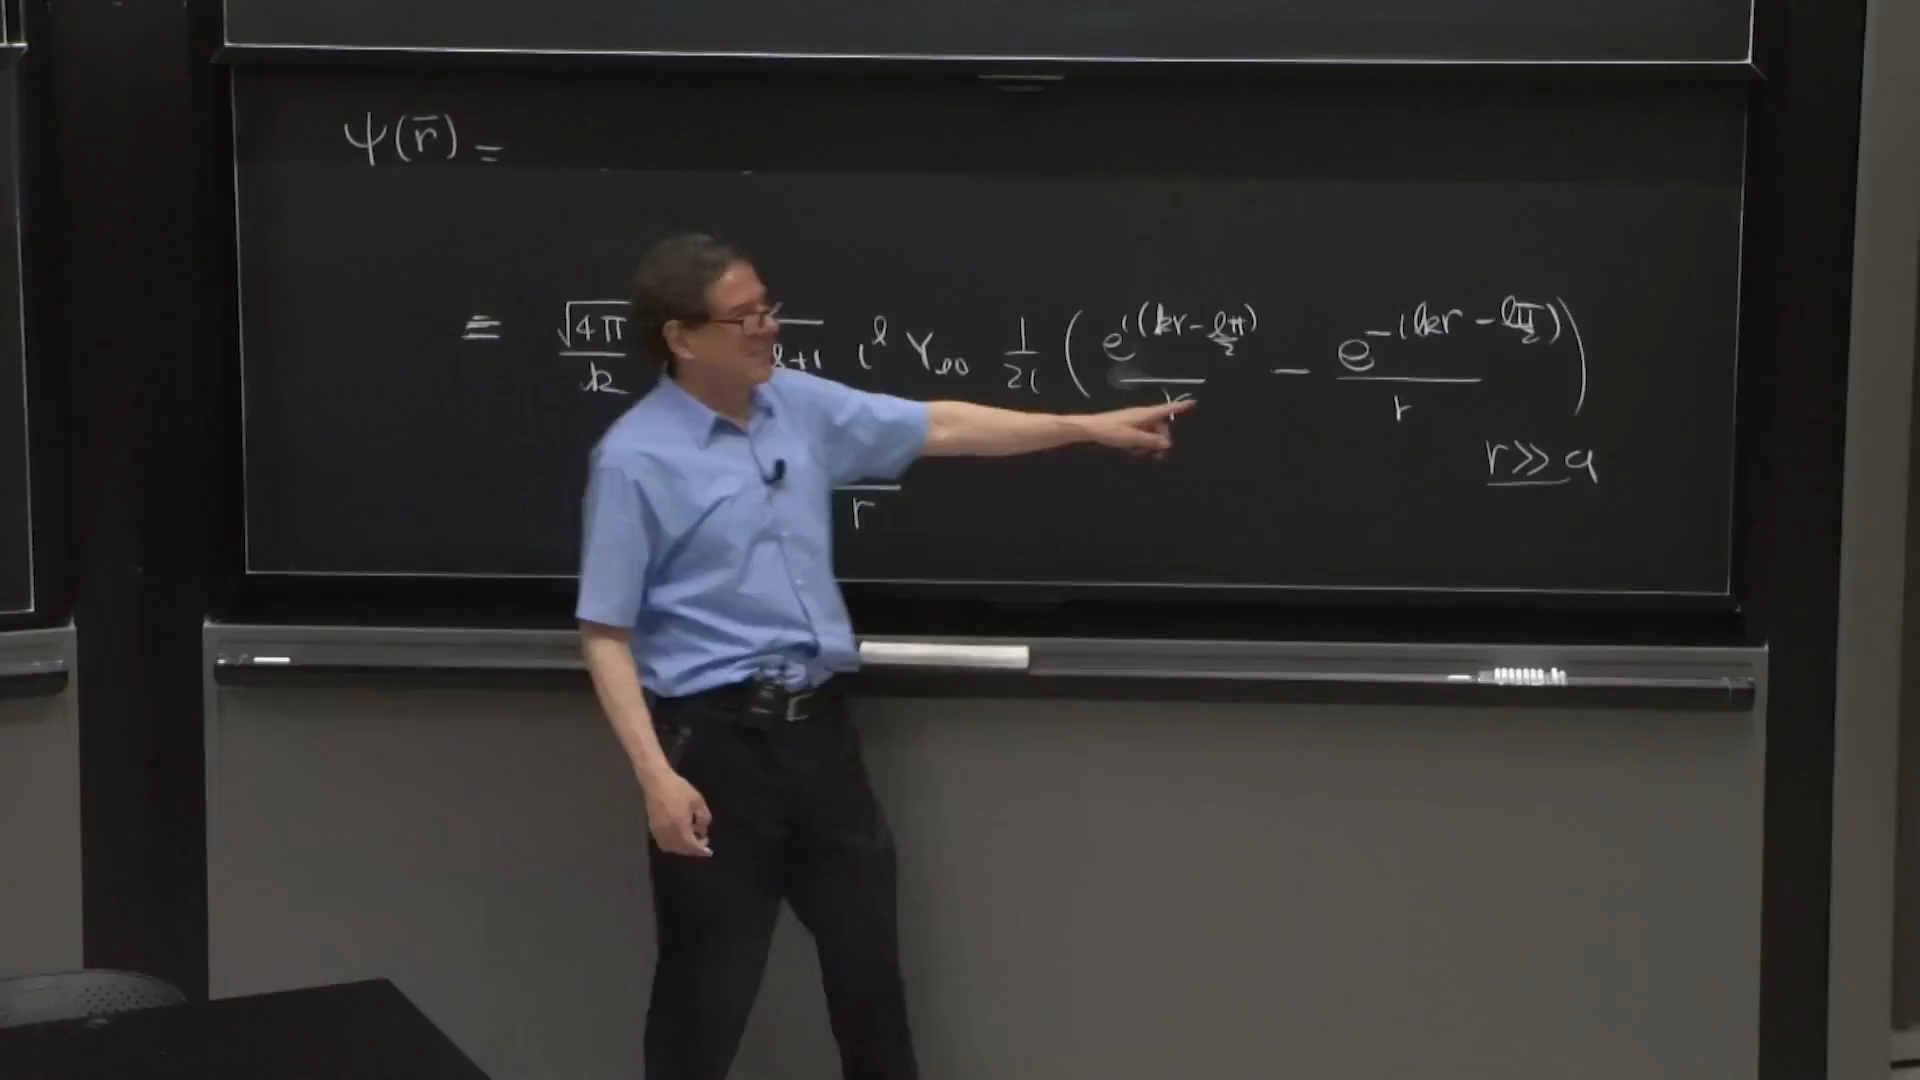 ψ(r̄) =
= √4π/k l+1 i^l Y_l0 1/2i ( e^{i(kr - lπ/2)}/r - e^{-i(kr - lπ/2)}/r )
r >> a
r